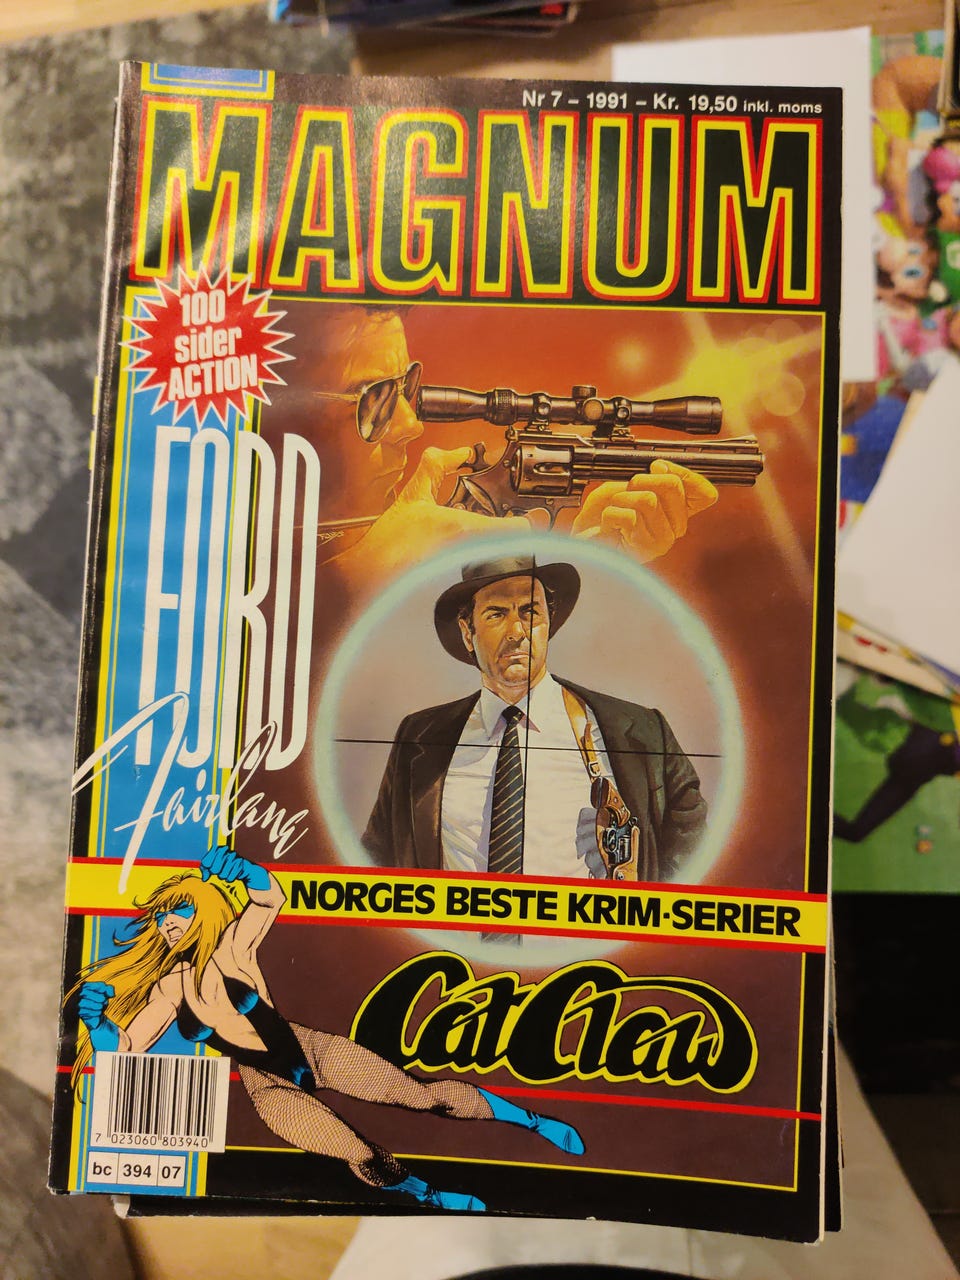 Nr 7 – 1991 – Kr. 19,50 inkl. moms
MAGNUM
100
sider
ACTION
FORD
Fairlane
NORGES BESTE KRIM-SERIER
Cat Claw
7 023060 803940
bc 394 07